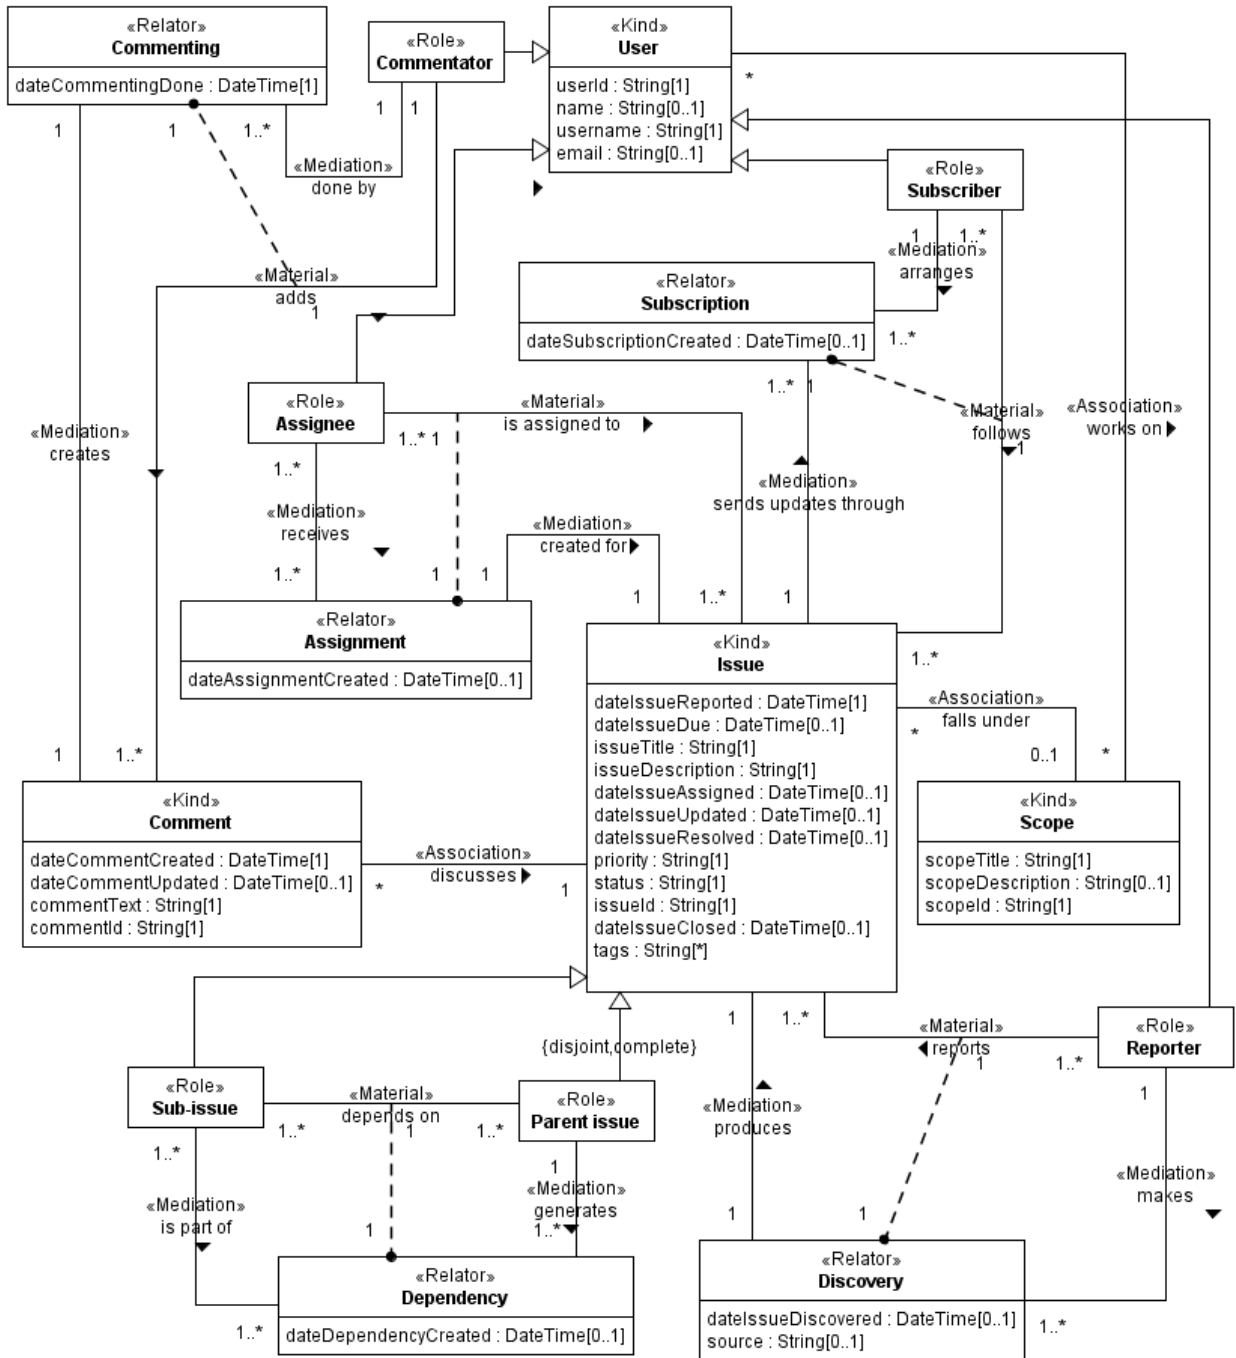 «Relator»
Commenting
dateCommentingDone : DateTime[1]
«Role»
Commentator
«Kind»
User
userId : String[1]
name : String[0..1]
username : String[1]
email : String[0..1]
*
1
1
1..*
1
1
«Mediation»
done by
«Role»
Subscriber
1
1..*
«Mediation»
arranges
«Material»
adds
1
«Relator»
Subscription
dateSubscriptionCreated : DateTime[0..1]
1..*
1..*
1
«Role»
Assignee
«Material»
is assigned to
1..*
1
«Material»
follows
1
«Association»
works on
«Mediation»
creates
1..*
«Mediation»
receives
«Mediation»
sends updates through
«Mediation»
created for
1..*
1
1
1
1..*
1
«Relator»
Assignment
dateAssignmentCreated : DateTime[0..1]
«Kind»
Issue
dateIssueReported : DateTime[1]
dateIssueDue : DateTime[0..1]
issueTitle : String[1]
issueDescription : String[1]
dateIssueAssigned : DateTime[0..1]
dateIssueUpdated : DateTime[0..1]
dateIssueResolved : DateTime[0..1]
priority : String[1]
status : String[1]
issueId : String[1]
dateIssueClosed : DateTime[0..1]
tags : String[*]
1..*
«Association»
falls under
*
0..1
*
1
1..*
«Kind»
Comment
dateCommentCreated : DateTime[1]
dateCommentUpdated : DateTime[0..1]
commentText : String[1]
commentId : String[1]
«Association»
discusses
*
1
«Kind»
Scope
scopeTitle : String[1]
scopeDescription : String[0..1]
scopeId : String[1]
{disjoint,complete}
1
1..*
«Material»
reports
1
1..*
«Role»
Reporter
«Role»
Sub-issue
«Material»
depends on
1..*
1
1..*
«Role»
Parent issue
1..*
1
«Mediation»
produces
1
«Mediation»
is part of
«Mediation»
generates
«Mediation»
makes
1
1..*
1
1
«Relator»
Dependency
dateDependencyCreated : DateTime[0..1]
1..*
«Relator»
Discovery
dateIssueDiscovered : DateTime[0..1]
source : String[0..1]
1..*